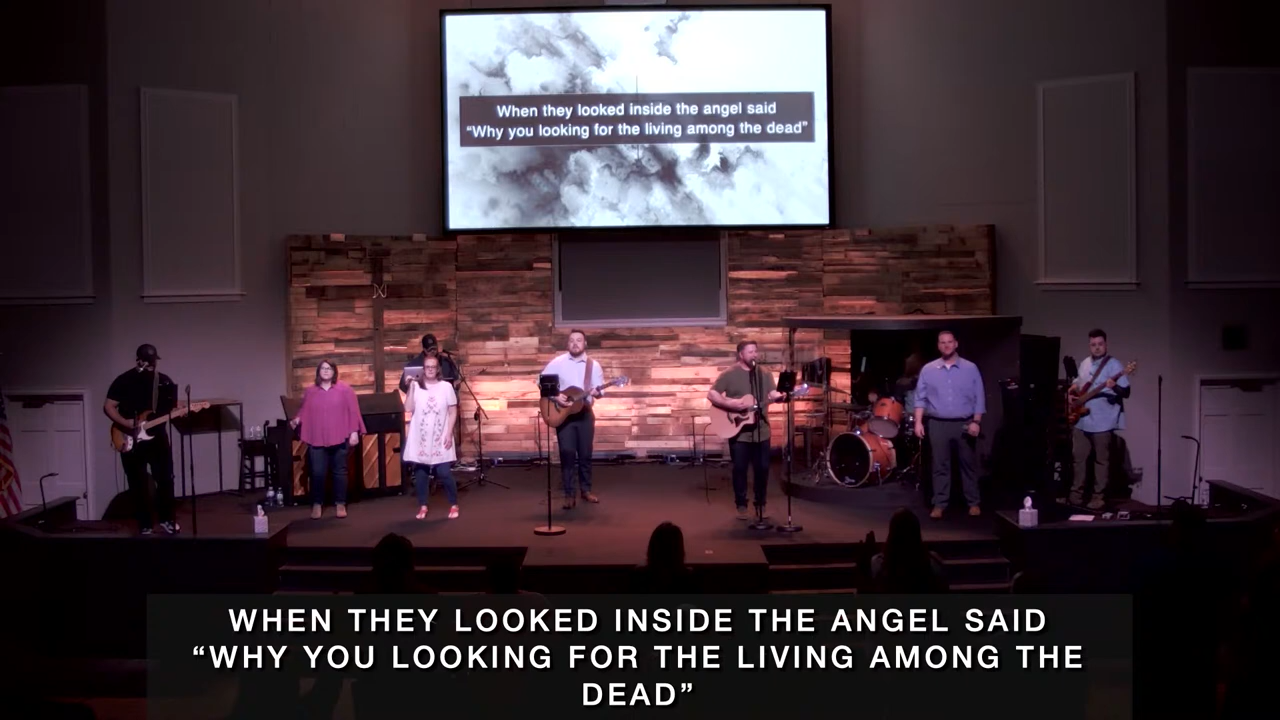 When they looked inside the angel said
“Why you looking for the living among the dead”
WHEN THEY LOOKED INSIDE THE ANGEL SAID
“WHY YOU LOOKING FOR THE LIVING AMONG THE
DEAD”